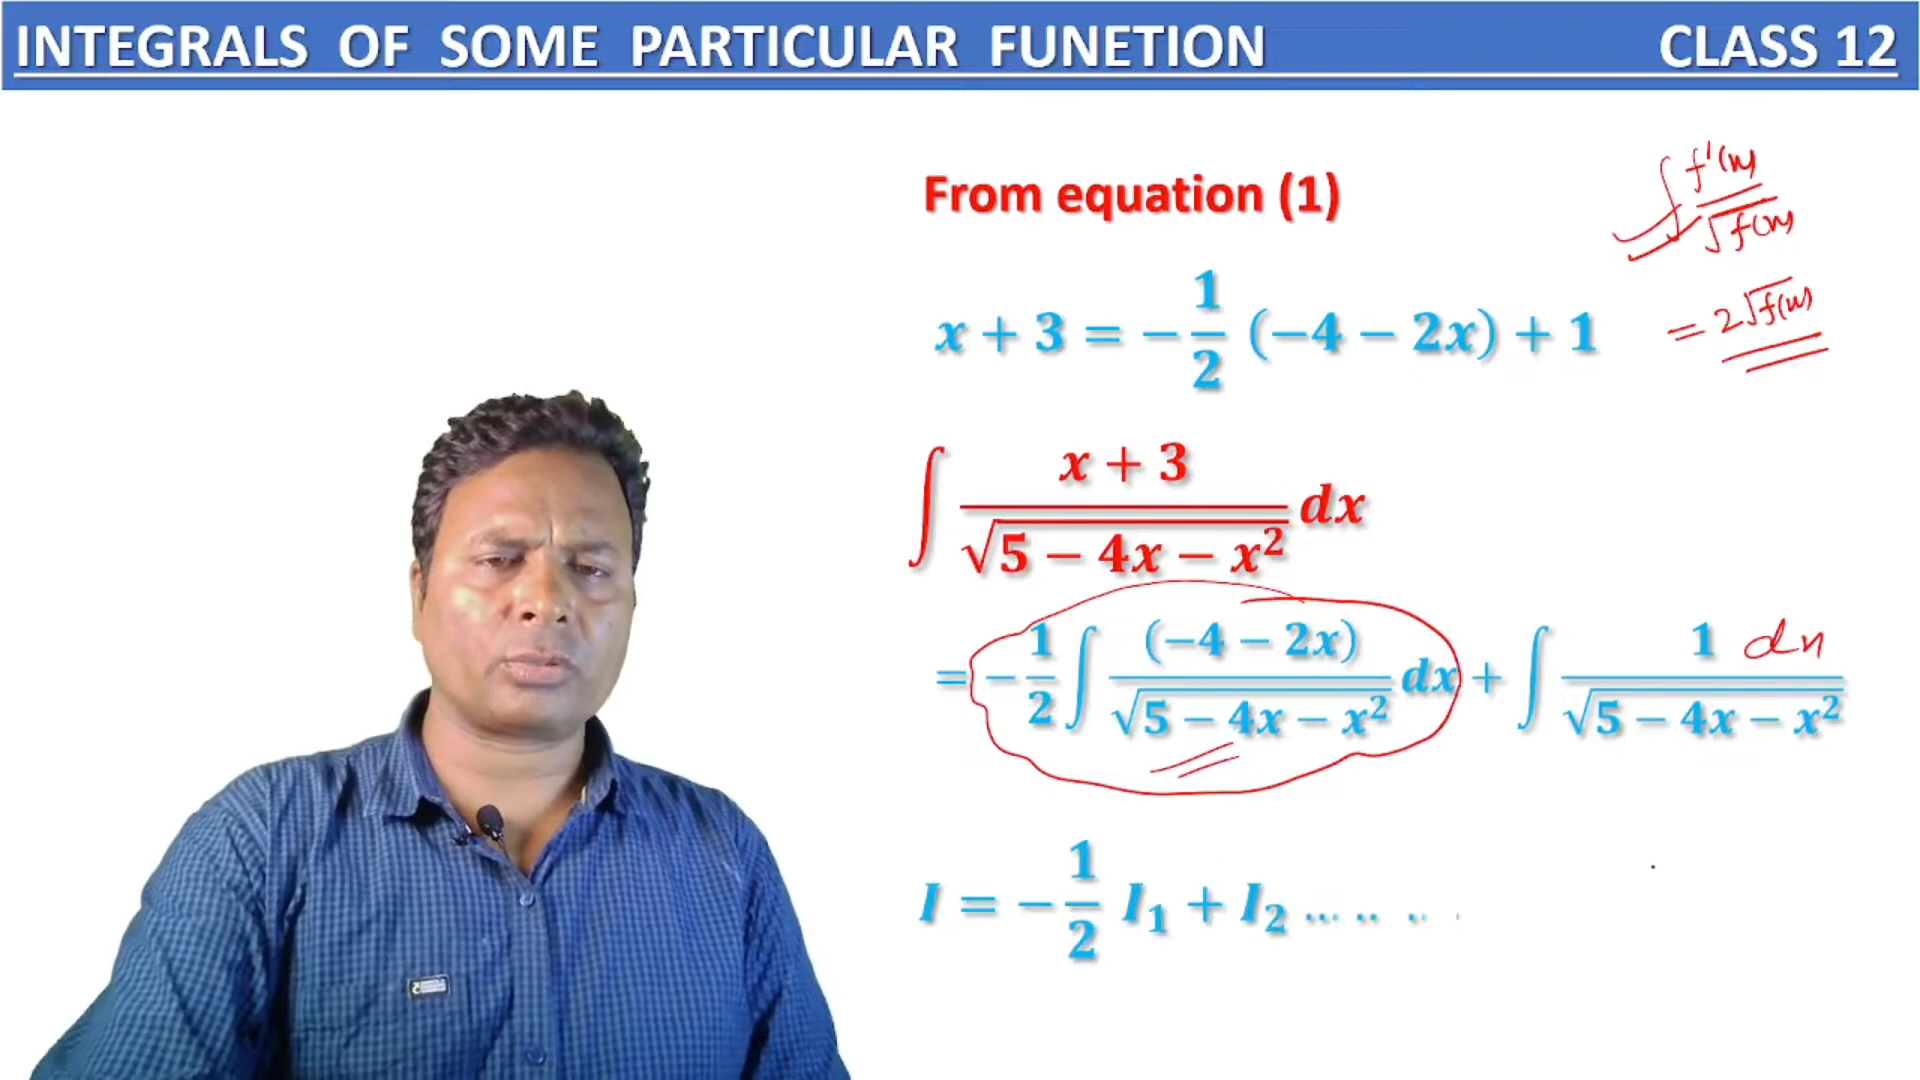 INTEGRALS OF SOME PARTICULAR FUNETION CLASS 12
From equation (1)
∫ f'(x) / √f(x)
= 2√f(x)
x + 3 = − 1/2 (−4 − 2x) + 1
∫ (x + 3) / √(5 − 4x − x²) dx
= − 1/2 ∫ (−4 − 2x) / √(5 − 4x − x²) dx + ∫ 1 dx / √(5 − 4x − x²)
I = − 1/2 I₁ + I₂ ... .. .. .